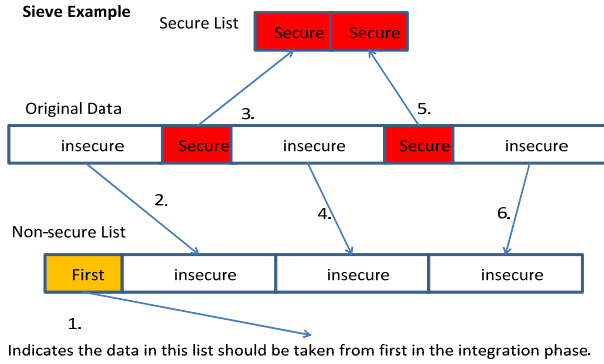 Sieve Example
Secure List
Secure Secure
3. 5.
Original Data
insecure Secure insecure Secure insecure
2. 4. 6.
Non-secure List
First insecure insecure insecure
1.
Indicates the data in this list should be taken from first in the integration phase.